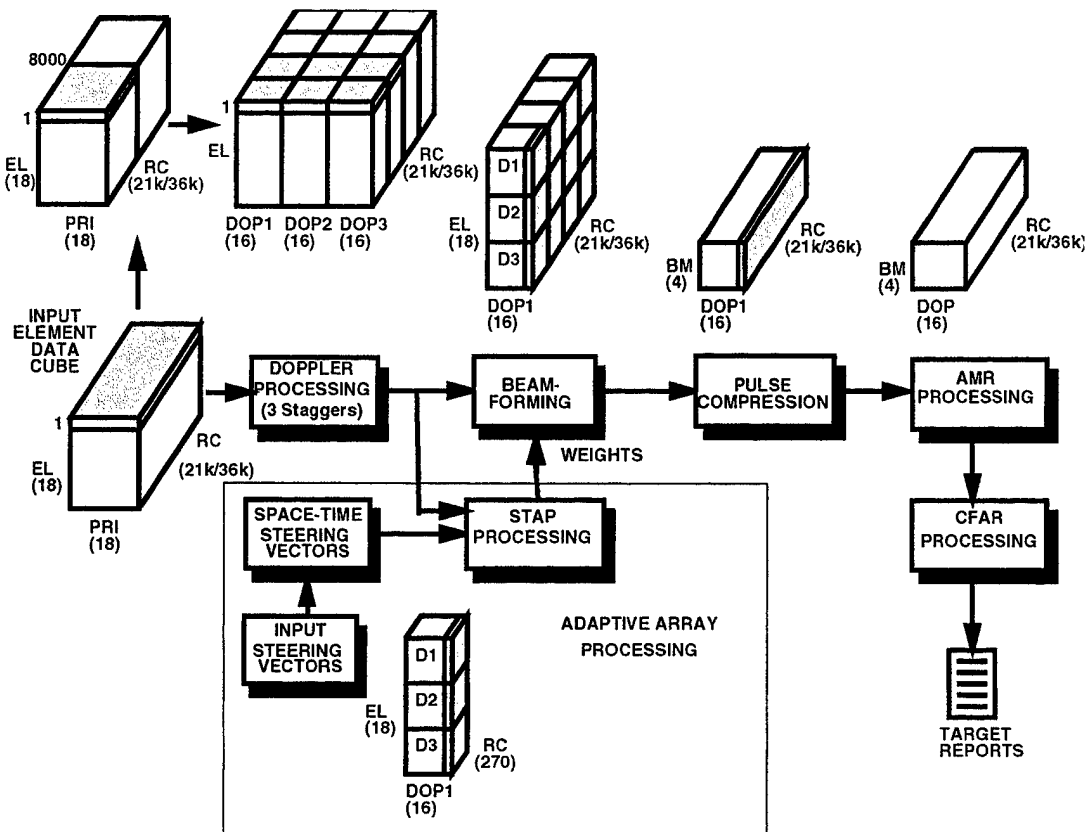 8000
1
EL
(18)
PRI
(18)
RC
(21k/36k)
1
EL
DOP1
(16)
DOP2
(16)
DOP3
(16)
RC
(21k/36k)
D1
D2
D3
EL
(18)
DOP1
(16)
RC
(21k/36k)
BM
(4)
DOP1
(16)
RC
(21k/36k)
BM
(4)
DOP
(16)
RC
(21k/36k)
INPUT
ELEMENT
DATA
CUBE
1
EL
(18)
PRI
(18)
RC
(21k/36k)
DOPPLER
PROCESSING
(3 Staggers)
BEAM-
FORMING
PULSE
COMPRESSION
AMR
PROCESSING
WEIGHTS
SPACE-TIME
STEERING
VECTORS
STAP
PROCESSING
CFAR
PROCESSING
INPUT
STEERING
VECTORS
D1
D2
D3
EL
(18)
DOP1
(16)
RC
(270)
ADAPTIVE ARRAY
PROCESSING
TARGET
REPORTS